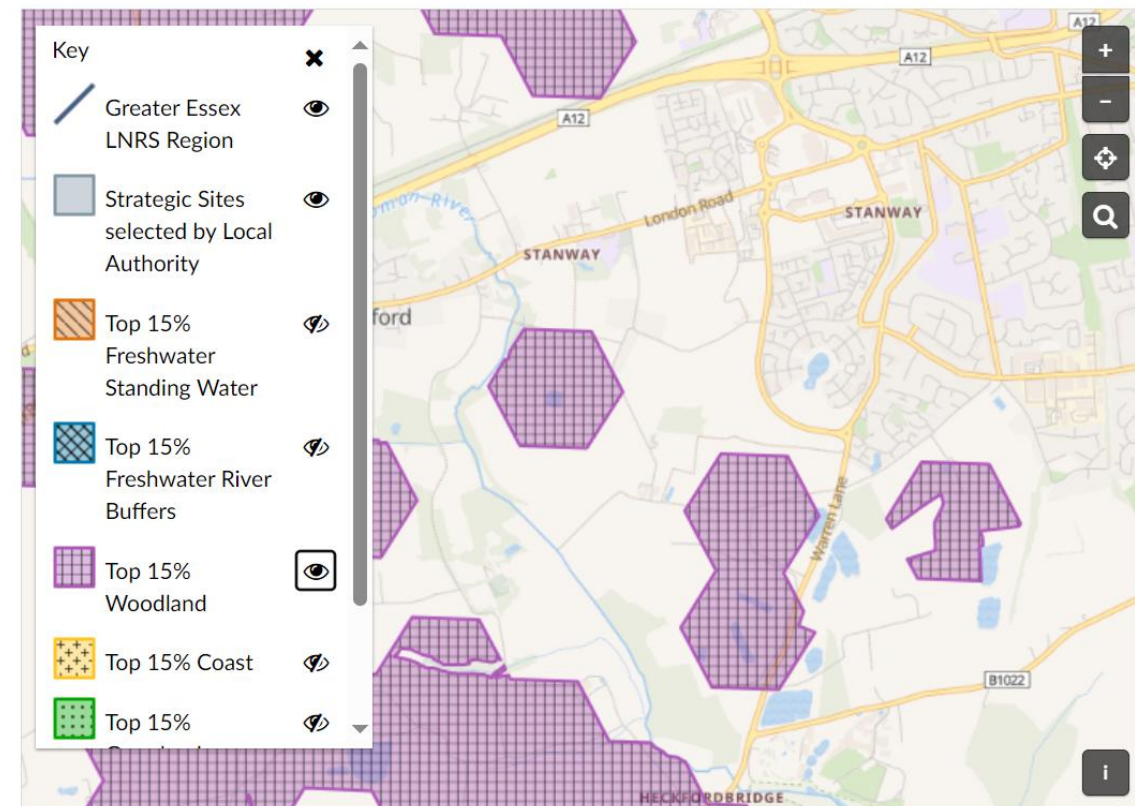 Key
Greater Essex
LNRS Region
Strategic Sites
selected by Local
Authority
Top 15%
Freshwater
Standing Water
Top 15%
Freshwater River
Buffers
Top 15%
Woodland
Top 15% Coast
Top 15%
A12
A12
A12
London Road
STANWAY
STANWAY
ford
Warren Lane
B1022
HECKFORDBRIDGE
+
−
i